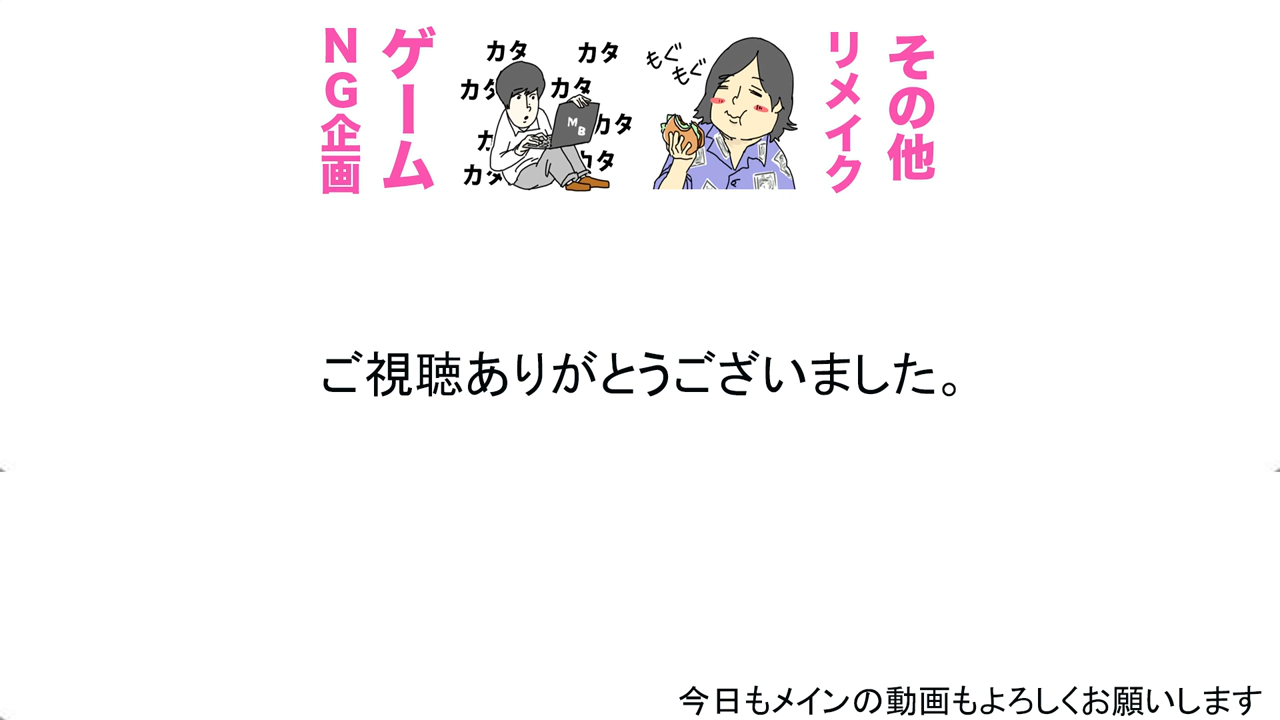 ゲーム
NG企画
カタ
カタ
カタ
カタ
カタ
カタ
MB
もぐもぐ
その他
リメイク
ご視聴ありがとうございました。
今日もメインの動画もよろしくお願いします